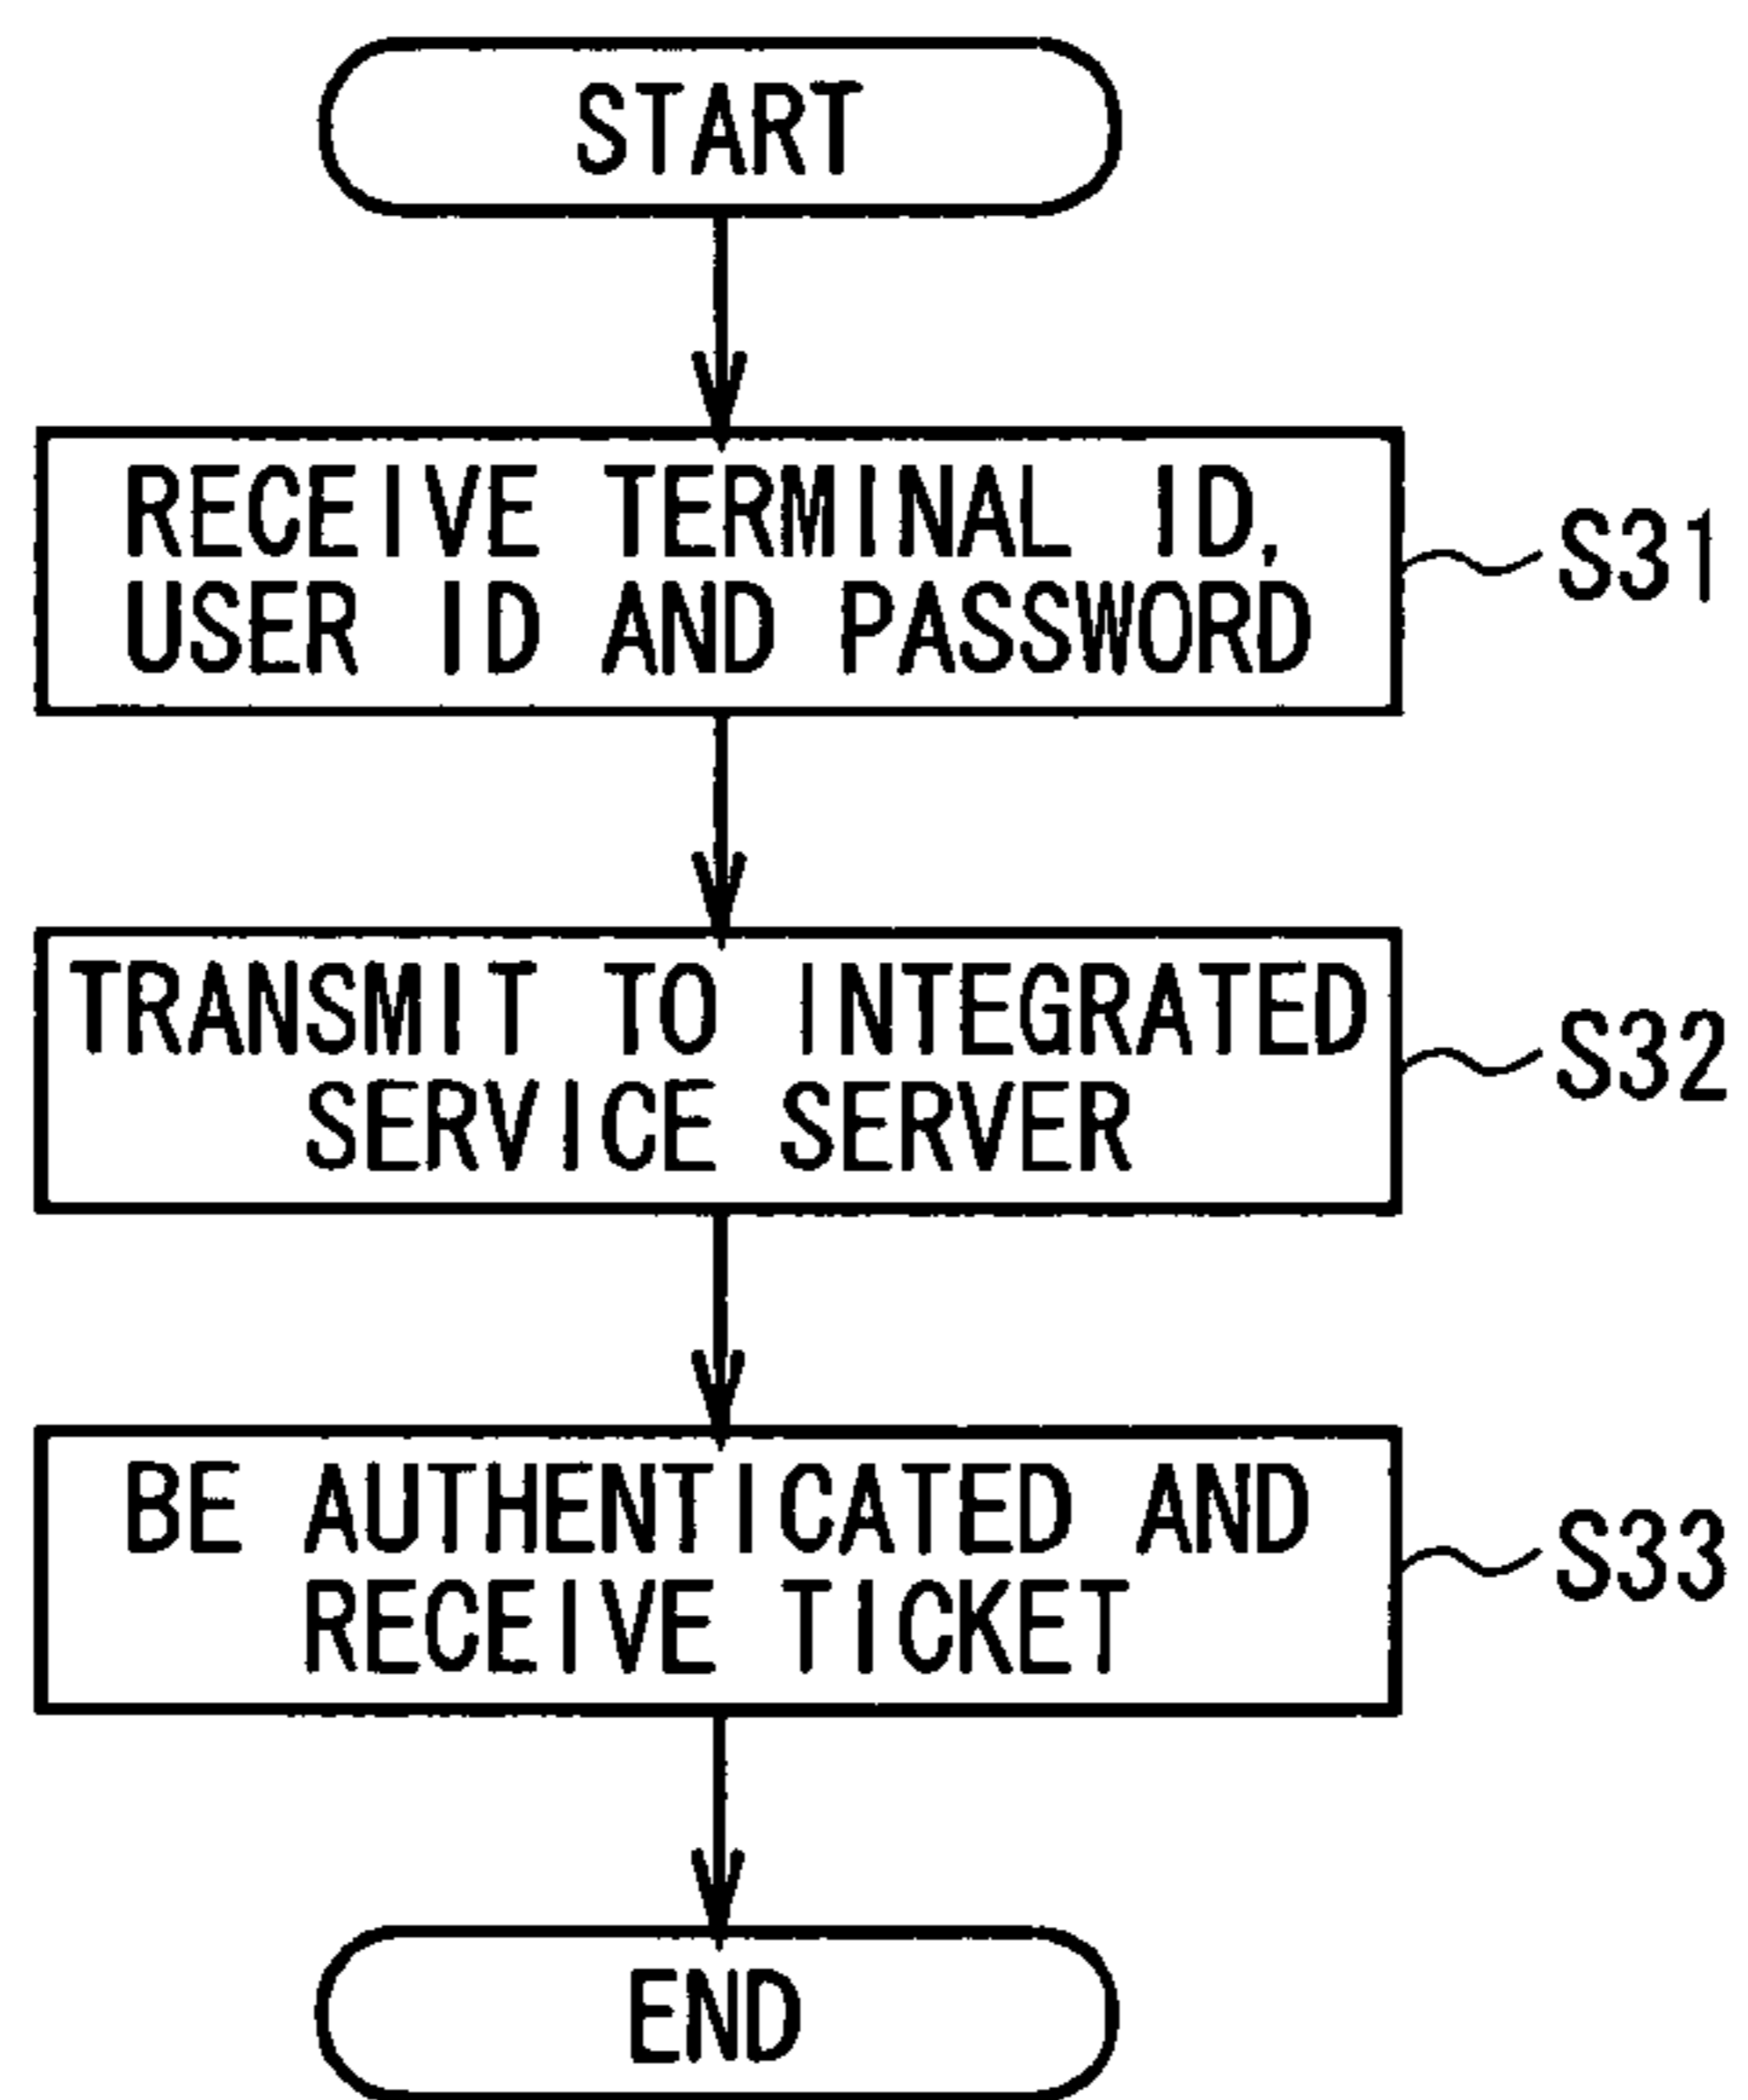 START
RECEIVE TERMINAL ID,
USER ID AND PASSWORD
S31
TRANSMIT TO INTEGRATED
SERVICE SERVER
S32
BE AUTHENTICATED AND
RECEIVE TICKET
S33
END